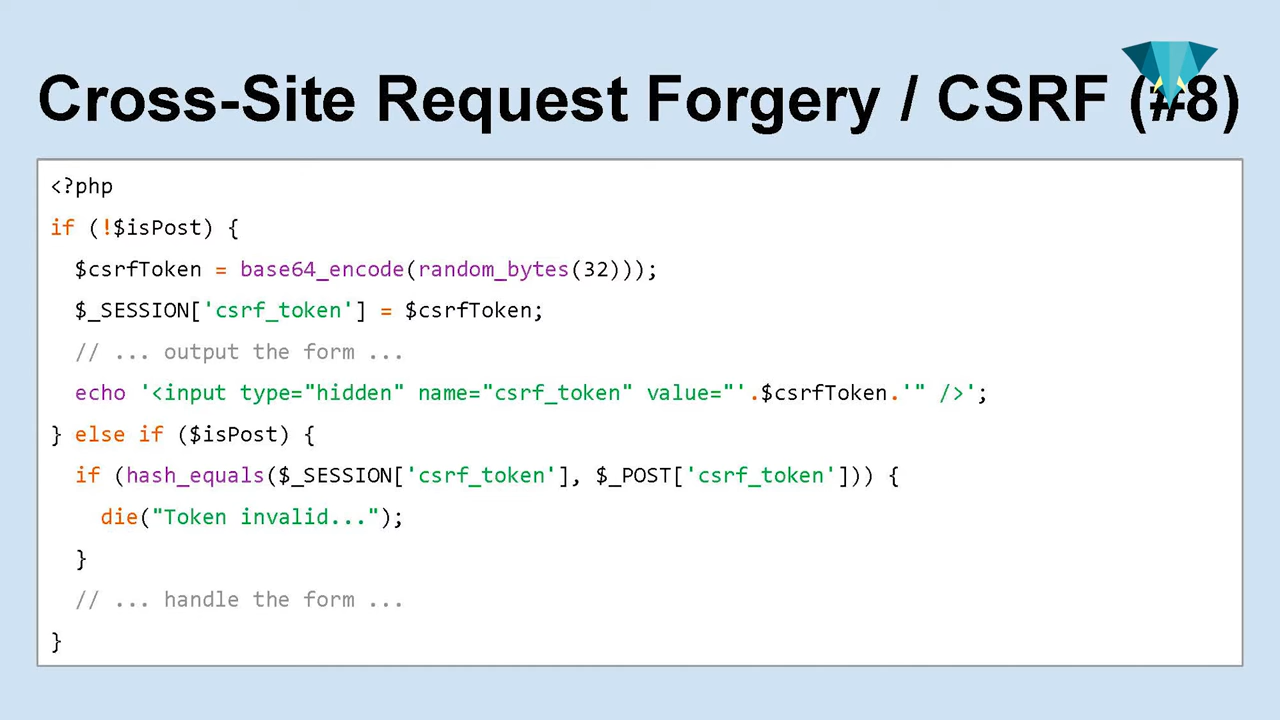 Cross-Site Request Forgery / CSRF (#8)
<?php
if (!$isPost) {
  $csrfToken = base64_encode(random_bytes(32)));
  $_SESSION['csrf_token'] = $csrfToken;
  // ... output the form ...
  echo '<input type="hidden" name="csrf_token" value="'.$csrfToken.'" />';
} else if ($isPost) {
  if (hash_equals($_SESSION['csrf_token'], $_POST['csrf_token'])) {
    die("Token invalid...");
  }
  // ... handle the form ...
}